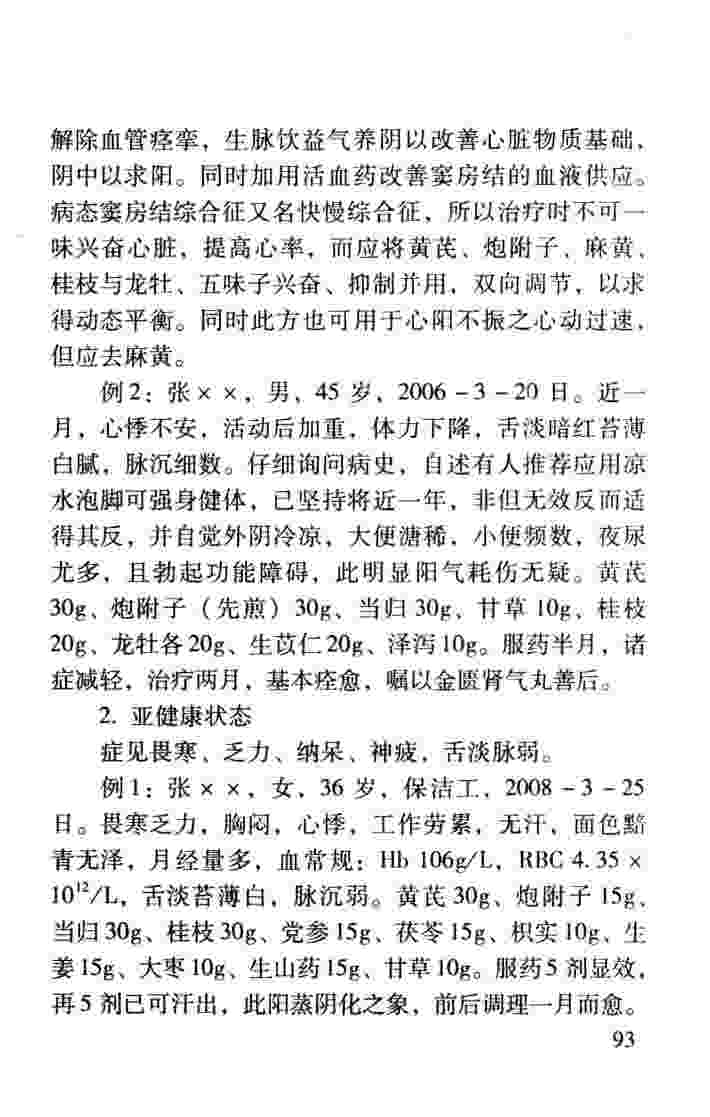 解除血管痉挛，生脉饮益气养阴以改善心脏物质基础，
阴中以求阳。同时加用活血药改善窦房结的血液供应。
病态窦房结综合征又名快慢综合征，所以治疗时不可一
味兴奋心脏，提高心率，而应将黄芪、炮附子、麻黄、
桂枝与龙牡、五味子兴奋、抑制并用，双向调节，以求
得动态平衡。同时此方也可用于心阳不振之心动过速，
但应去麻黄。
例2：张××，男，45岁，2006－3－20日。近一
月，心悸不安，活动后加重，体力下降，舌淡暗红苔薄
白腻，脉沉细数。仔细询问病史，自述有人推荐应用凉
水泡脚可强身健体，已坚持将近一年，非但无效反而适
得其反，并自觉外阴冷凉，大便溏稀，小便频数，夜尿
尤多，且勃起功能障碍，此明显阳气耗伤无疑。黄芪
30g、炮附子（先煎）30g、当归30g、甘草10g、桂枝
20g、龙牡各20g、生苡仁20g、泽泻10g。服药半月，诸
症减轻，治疗两月，基本痊愈，嘱以金匮肾气丸善后。
2. 亚健康状态
症见畏寒、乏力、纳呆、神疲，舌淡脉弱。
例1：张××，女，36岁，保洁工，2008－3－25
日。畏寒乏力，胸闷，心悸，工作劳累，无汗，面色黯
青无泽，月经量多，血常规：Hb 106g/L，RBC 4.35×
10¹²/L，舌淡苔薄白，脉沉弱。黄芪30g、炮附子15g、
当归30g、桂枝30g、党参15g、茯苓15g、枳实10g、生
姜15g、大枣10g、生山药15g、甘草10g。服药5剂显效，
再5剂已可汗出，此阳蒸阴化之象，前后调理一月而愈。
93